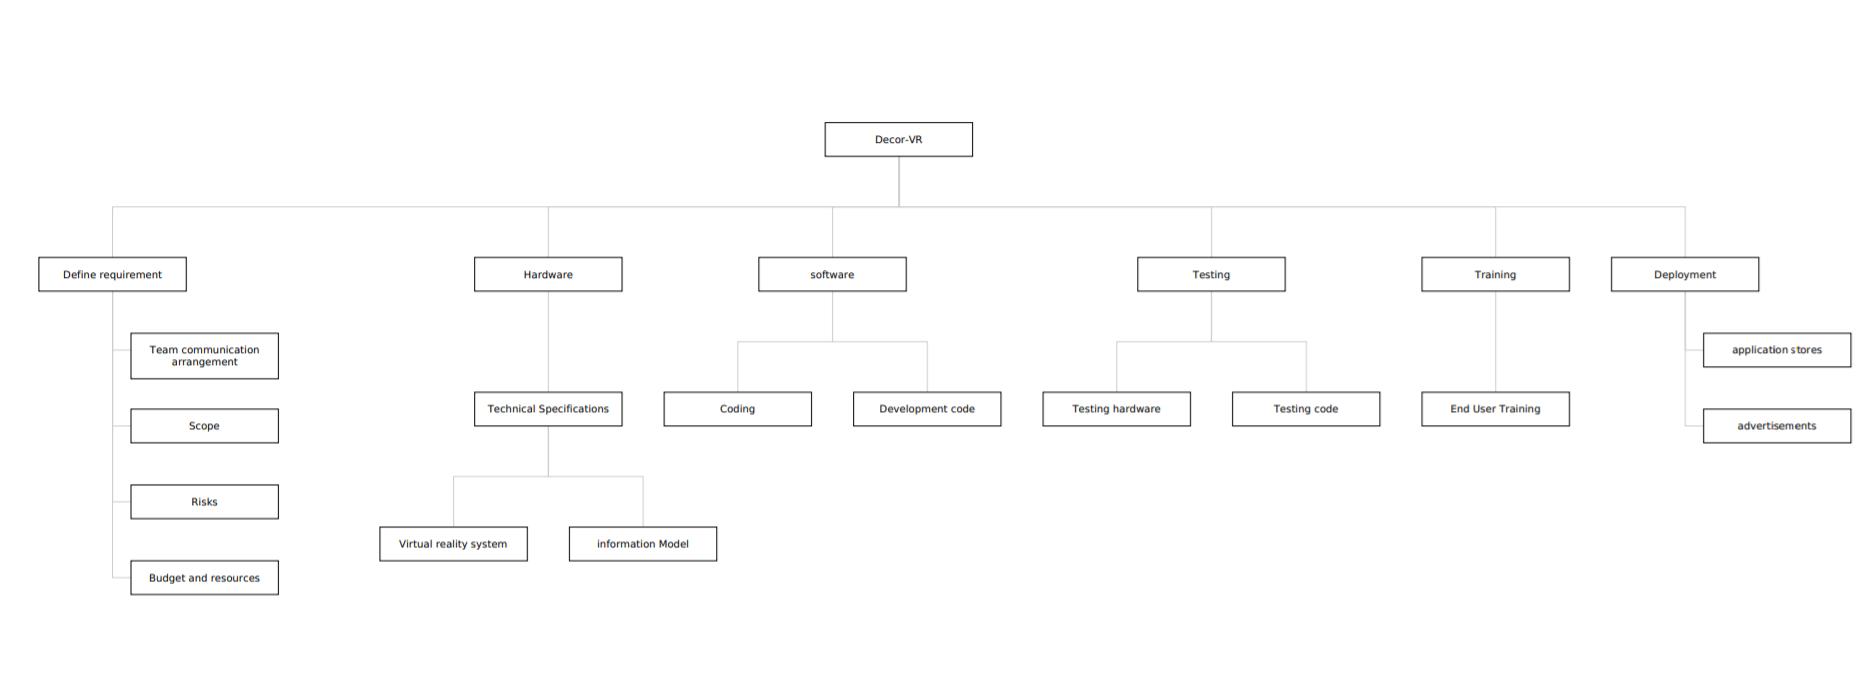 Decor-VR
Define requirement
Hardware
software
Testing
Training
Deployment
Team communication
arrangement
application stores
Technical Specifications
Coding
Development code
Testing hardware
Testing code
End User Training
Scope
advertisements
Risks
Virtual reality system
information Model
Budget and resources